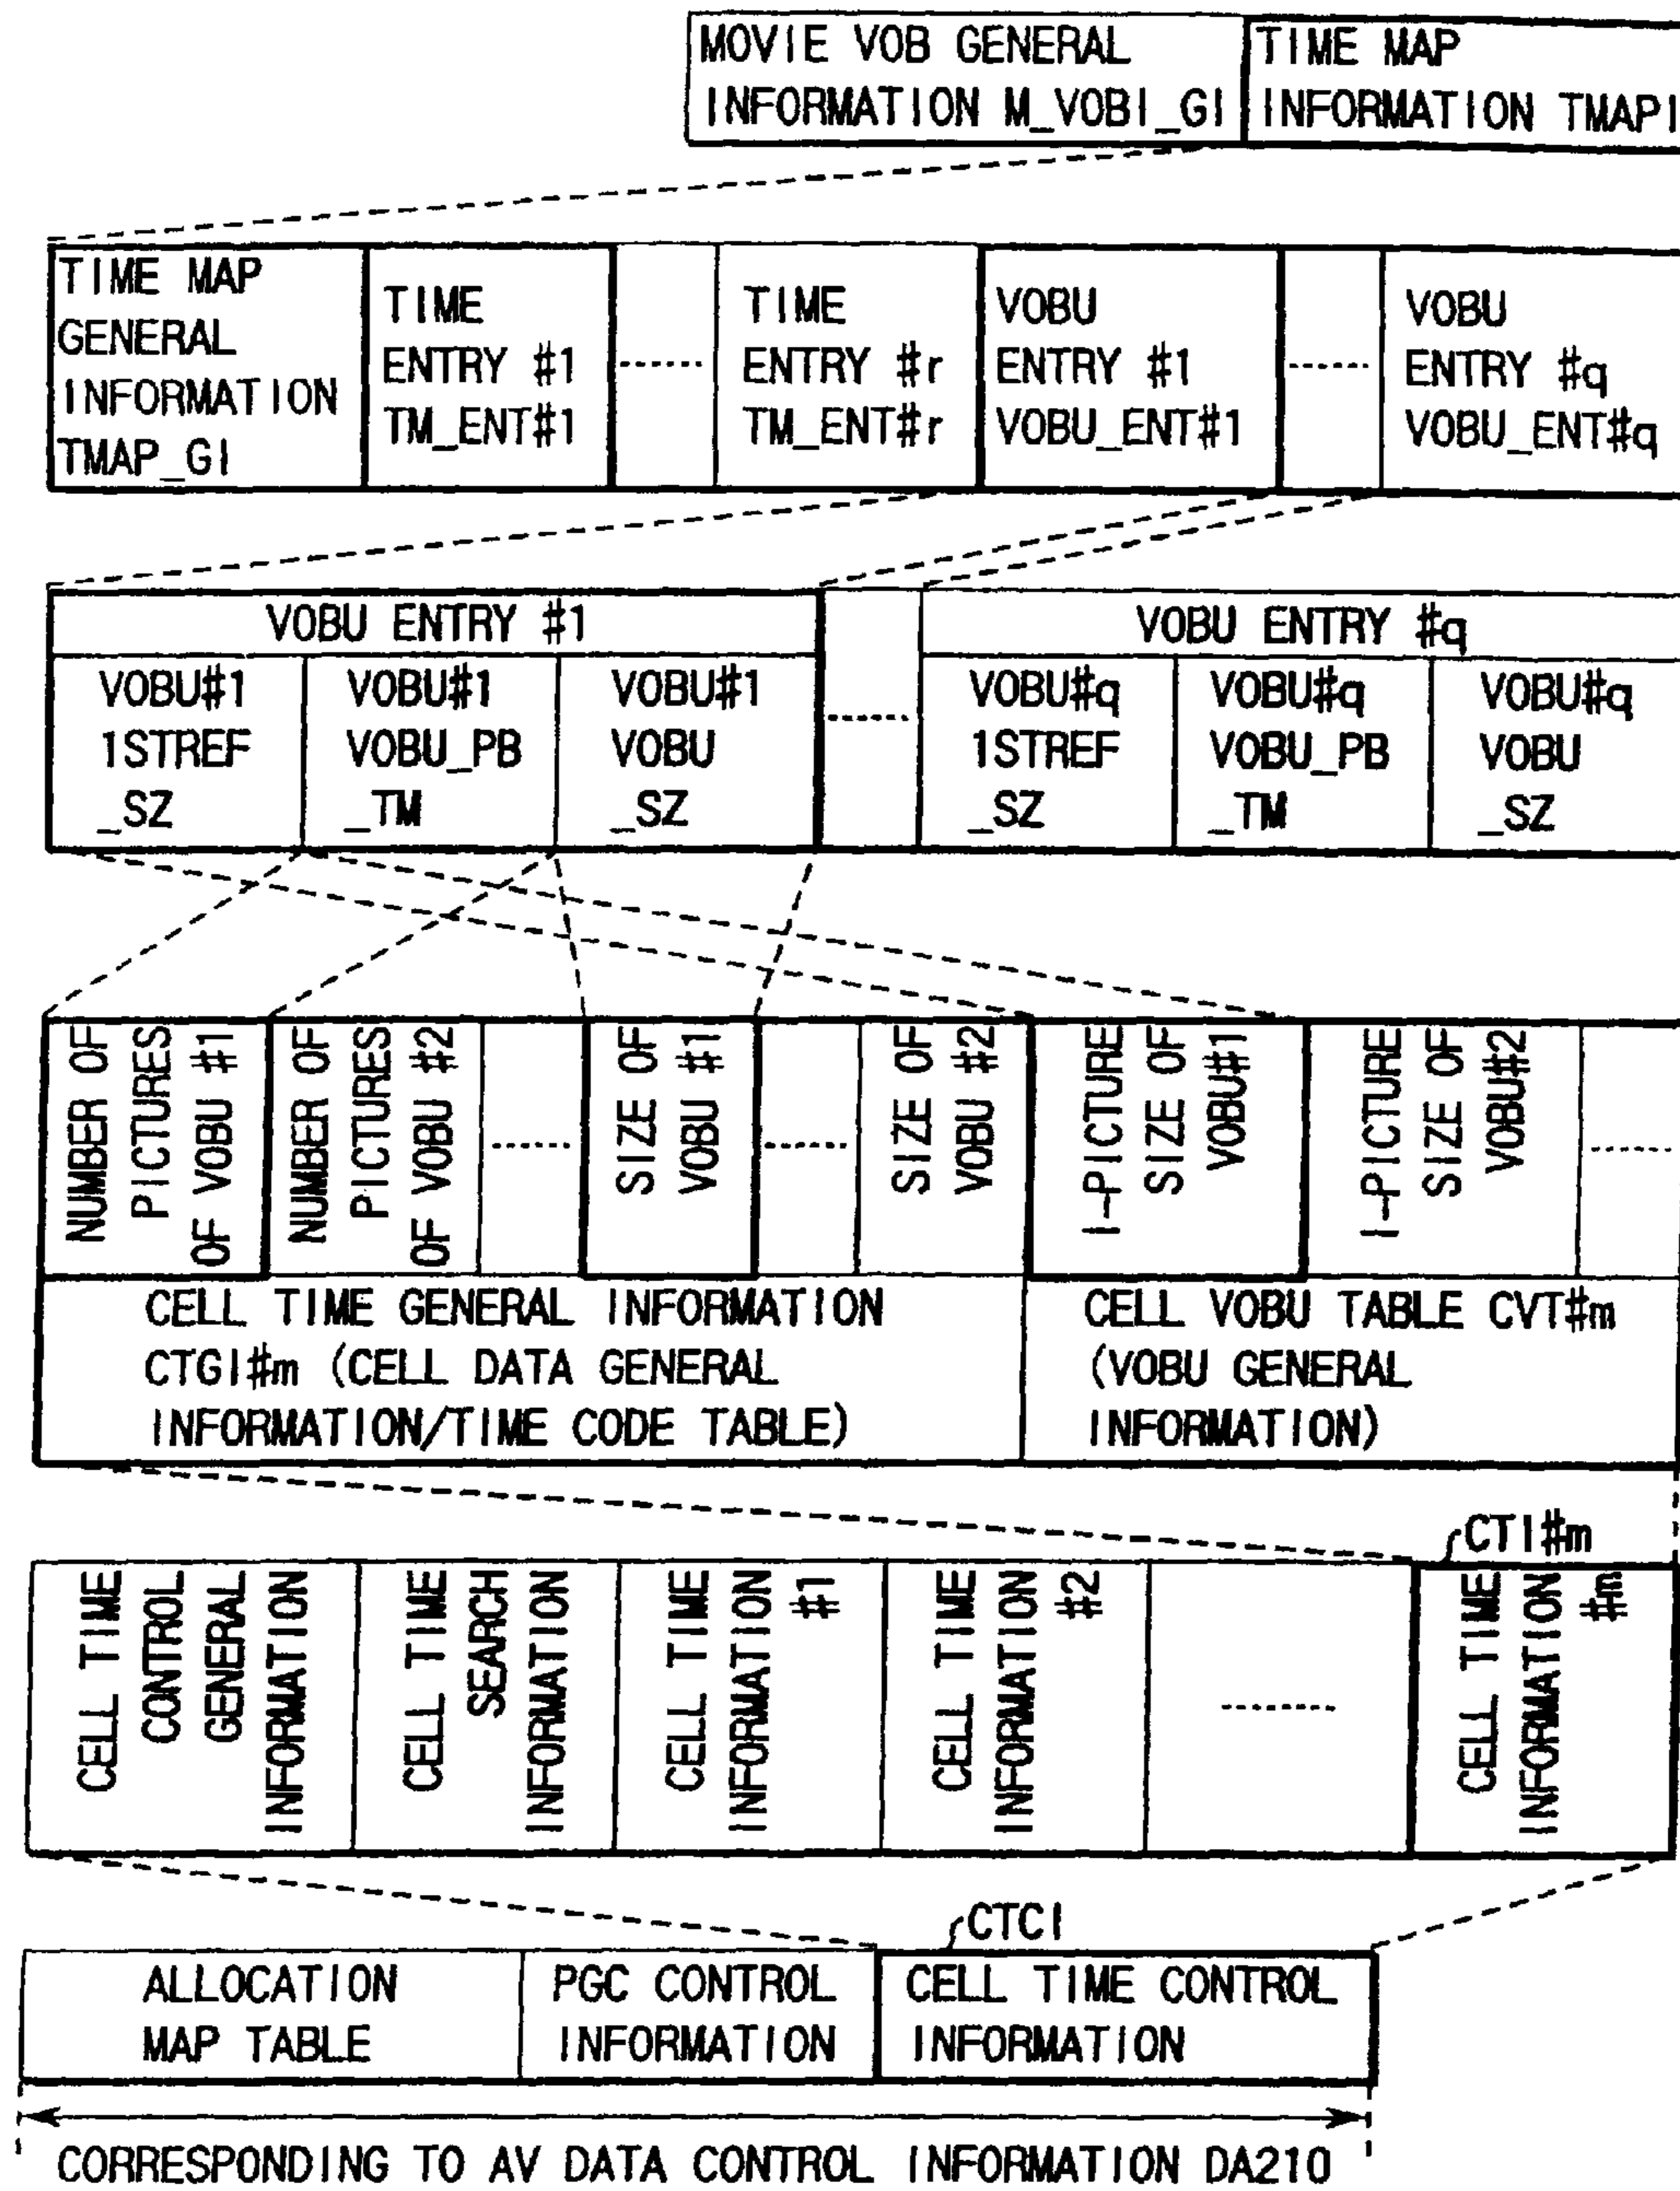 MOVIE VOB GENERAL
INFORMATION M_VOBI_GI
TIME MAP
INFORMATION TMAPI
TIME MAP
GENERAL
INFORMATION
TMAP_GI
TIME
ENTRY #1
TM_ENT#1
........
TIME
ENTRY #r
TM_ENT#r
VOBU
ENTRY #1
VOBU_ENT#1
........
VOBU
ENTRY #q
VOBU_ENT#q
VOBU ENTRY #1
VOBU#1
1STREF
_SZ
VOBU#1
VOBU_PB
_TM
VOBU#1
VOBU
_SZ
........
VOBU ENTRY #q
VOBU#q
1STREF
_SZ
VOBU#q
VOBU_PB
_TM
VOBU#q
VOBU
_SZ
NUMBER OF
PICTURES
OF VOBU #1
NUMBER OF
PICTURES
OF VOBU #2
........
SIZE OF
VOBU #1
........
SIZE OF
VOBU #2
I-PICTURE
SIZE OF
VOBU#1
I-PICTURE
SIZE OF
VOBU#2
........
CELL TIME GENERAL INFORMATION
CTGI#m (CELL DATA GENERAL
INFORMATION/TIME CODE TABLE)
CELL VOBU TABLE CVT#m
(VOBU GENERAL
INFORMATION)
CTI#m
CELL TIME
CONTROL
GENERAL
INFORMATION
CELL TIME
SEARCH
INFORMATION
CELL TIME
INFORMATION
#1
CELL TIME
INFORMATION
#2
........
CELL TIME
INFORMATION
#m
CTCI
ALLOCATION
MAP TABLE
PGC CONTROL
INFORMATION
CELL TIME CONTROL
INFORMATION
CORRESPONDING TO AV DATA CONTROL INFORMATION DA210